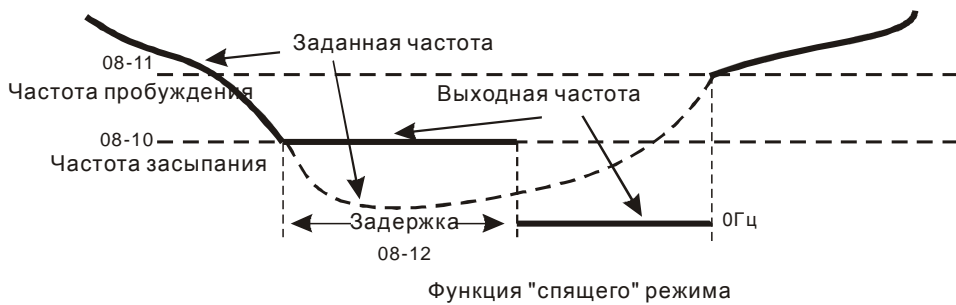 Заданная частота
08-11
Частота пробуждения
Выходная частота
08-10
Частота засыпания
Задержка
0Гц
08-12
Функция "спящего" режима